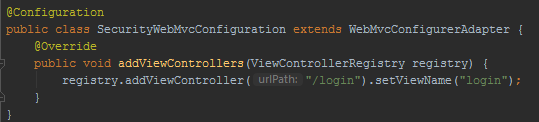 @Configuration
public class SecurityWebMvcConfiguration extends WebMvcConfigurerAdapter {
@Override
public void addViewControllers(ViewControllerRegistry registry) {
registry.addViewController( urlPath: "/login").setViewName("login");
}
}